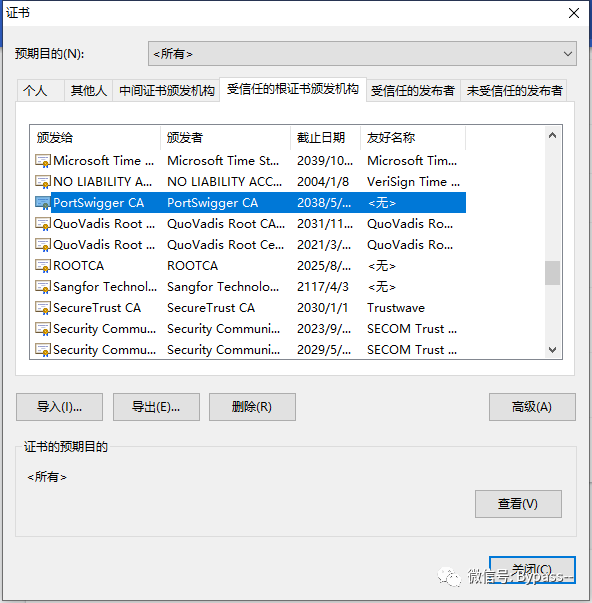 证书
预期目的(N): <所有>
个人 其他人 中间证书颁发机构 受信任的根证书颁发机构 受信任的发布者 未受信任的发布者
颁发给 颁发者 截止日期 友好名称
Microsoft Time ... Microsoft Time St... 2039/10... Microsoft Tim...
NO LIABILITY A... NO LIABILITY ACC... 2004/1/8 VeriSign Time ...
PortSwigger CA PortSwigger CA 2038/5/... <无>
QuoVadis Root ... QuoVadis Root CA... 2031/11... QuoVadis Ro...
QuoVadis Root ... QuoVadis Root Ce... 2021/3/... QuoVadis Ro...
ROOTCA ROOTCA 2025/8/... <无>
Sangfor Technol... Sangfor Technolo... 2117/4/3 <无>
SecureTrust CA SecureTrust CA 2030/1/1 Trustwave
Security Commu... Security Communi... 2023/9/... SECOM Trust ...
Security Commu... Security Communi... 2029/5/... SECOM Trust ...
导入(I)... 导出(E)... 删除(R) 高级(A)
证书的预期目的
<所有>
查看(V)
关闭(C)
微信号: Bypass--